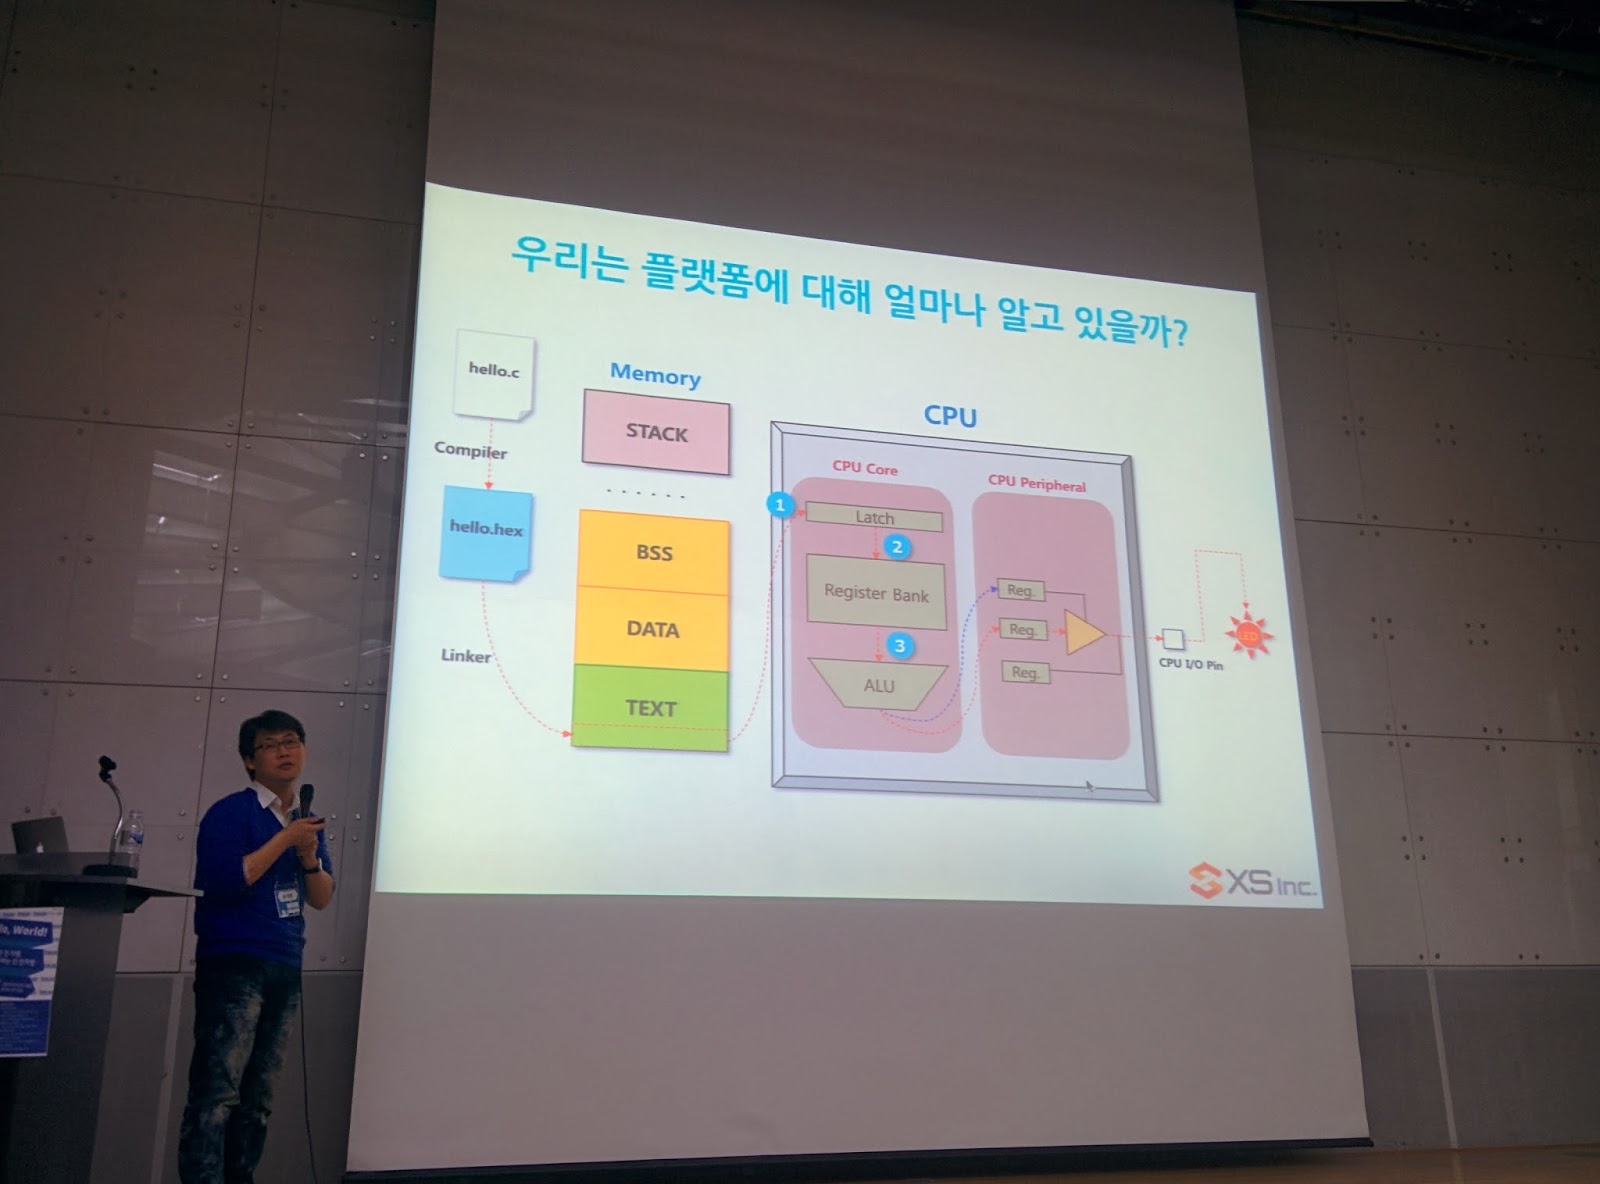 우리는 플랫폼에 대해 얼마나 알고 있을까?
hello.c
Compiler
hello.hex
Linker
Memory
STACK
. . . . . .
BSS
DATA
TEXT
CPU
CPU Core
1
Latch
2
Register Bank
3
ALU
CPU Peripheral
Reg.
Reg.
Reg.
CPU I/O Pin
LED
XS Inc.
World!